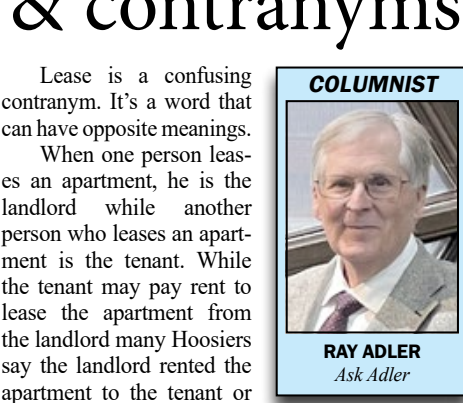 & contranyms
Lease is a confusing
contranym. It's a word that
can have opposite meanings.
When one person leas-
es an apartment, he is the
landlord while another
person who leases an apart-
ment is the tenant. While
the tenant may pay rent to
lease the apartment from
the landlord many Hoosiers
say the landlord rented the
apartment to the tenant or
COLUMNIST
RAY ADLER
Ask Adler